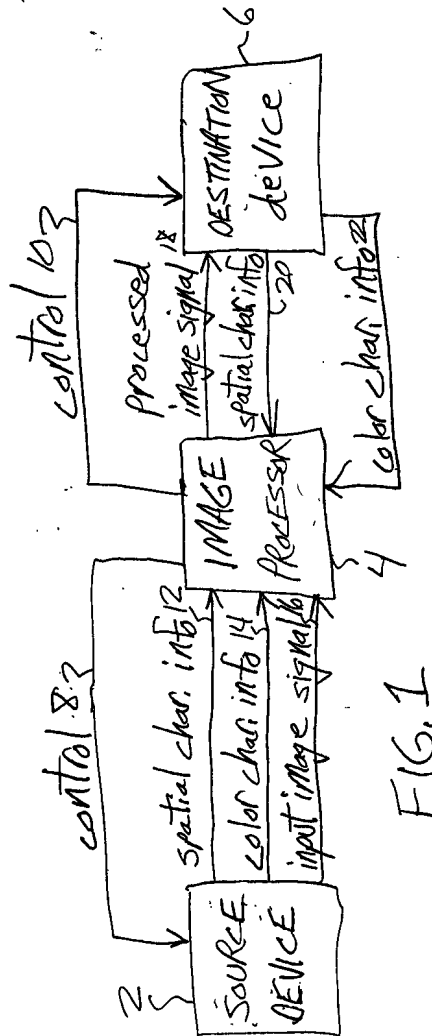 control 8
control 10
2
SOURCE
DEVICE
spatial char. info 12
color char. info 14
input image signal 16
IMAGE
PROCESSOR
4
processed
image signal 18
spatial char. info
20
DESTINATION
device
6
color char. info 22
FIG. 1